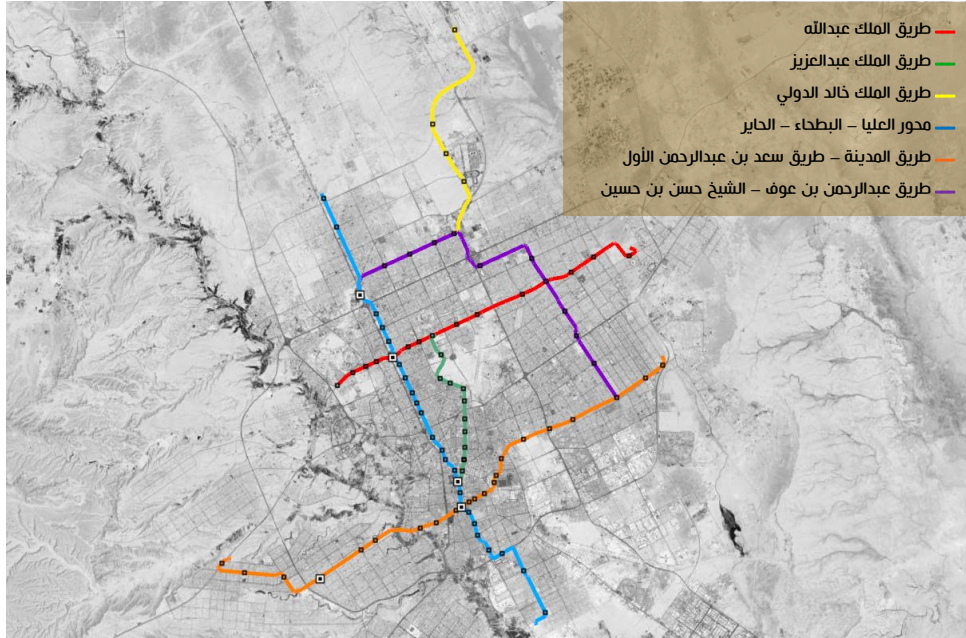 طريق الملك عبدالله
طريق الملك عبدالعزيز
طريق الملك خالد الدولي
محور العليا – البطحاء – الحاير
طريق المدينة – طريق سعد بن عبدالرحمن الأول
طريق عبدالرحمن بن عوف – الشيخ حسن بن حسين